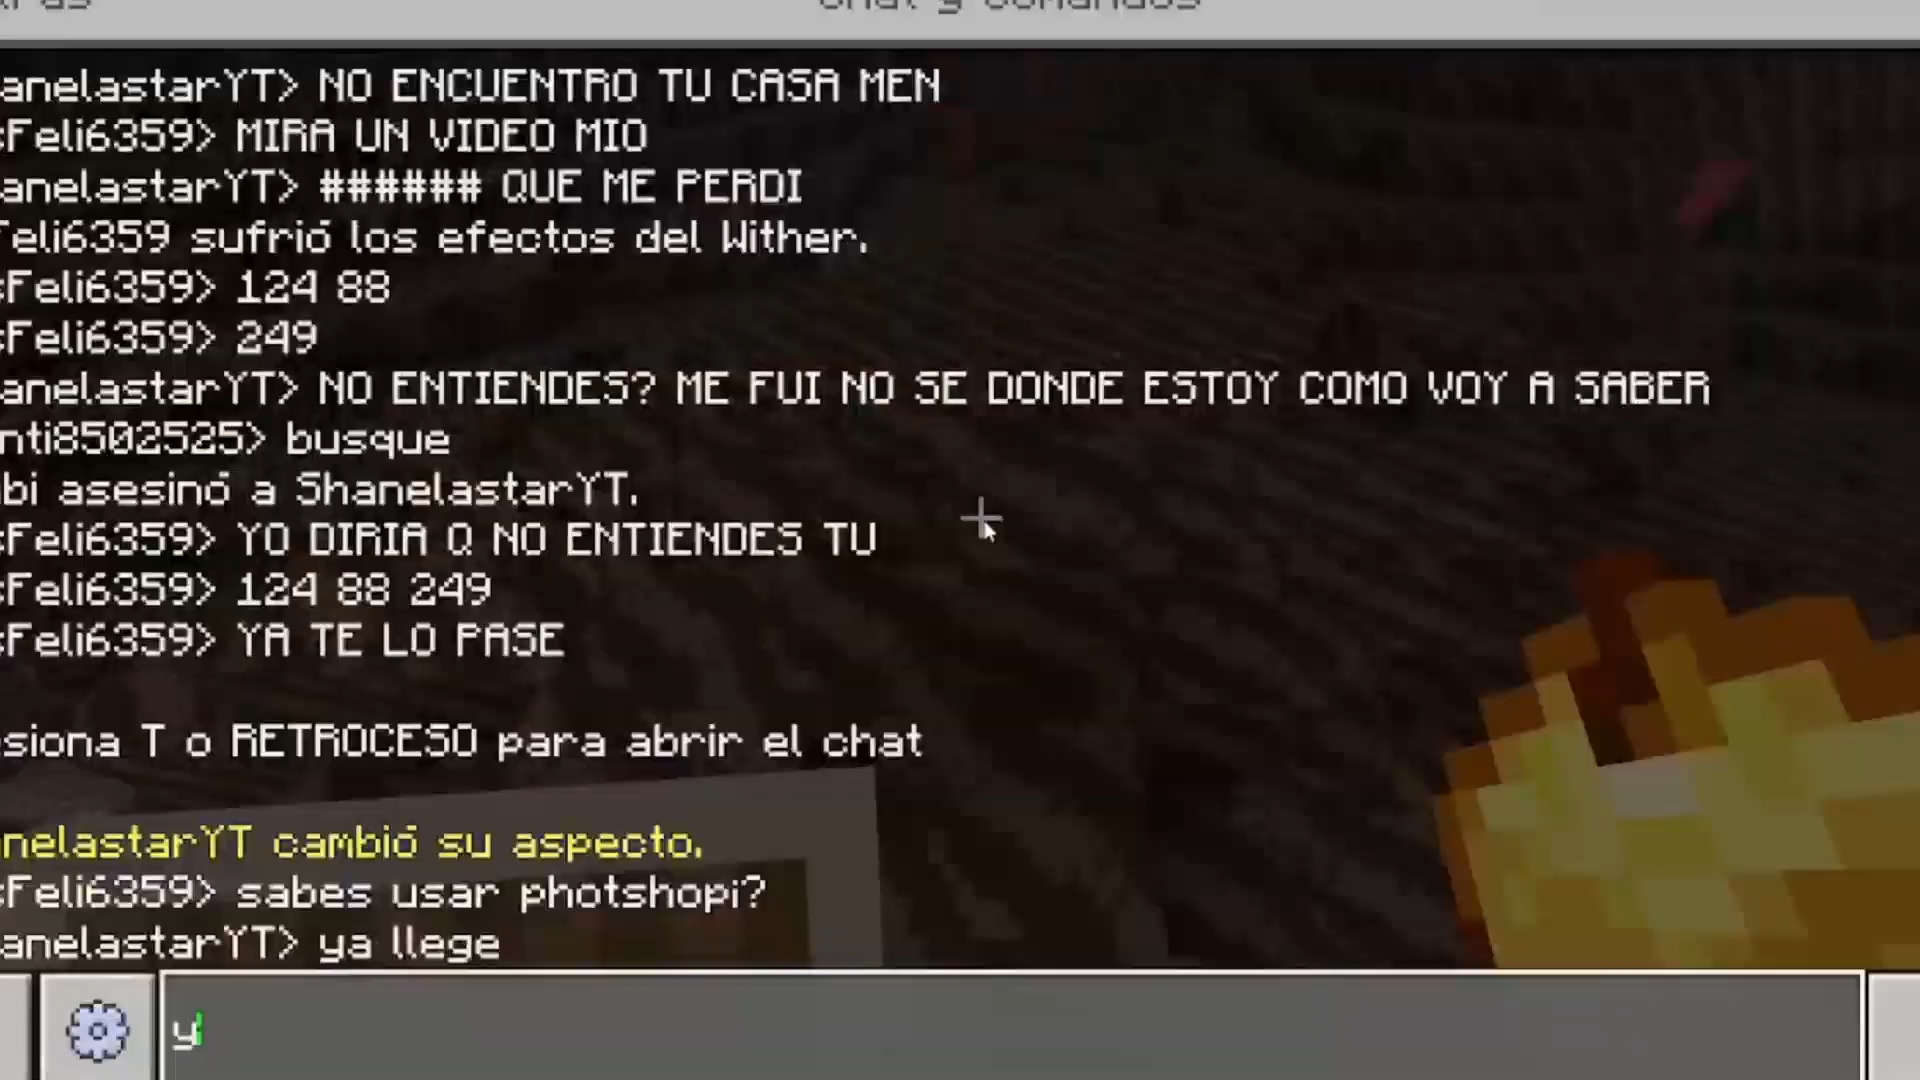 Chat y comandos
anelastarYT> NO ENCUENTRO TU CASA MEN
Feli6359> MIRA UN VIDEO MIO
anelastarYT> ###### QUE ME PERDI
Feli6359 sufrió los efectos del Wither.
Feli6359> 124 88
Feli6359> 249
anelastarYT> NO ENTIENDES? ME FUI NO SE DONDE ESTOY COMO VOY A SABER
nti8502525> busque
bi asesinó a ShanelastarYT.
Feli6359> YO DIRIA Q NO ENTIENDES TU
Feli6359> 124 88 249
Feli6359> YA TE LO PASE
siona T o RETROCESO para abrir el chat
nelastarYT cambió su aspecto.
Feli6359> sabes usar photshopi?
anelastarYT> ya llege
y